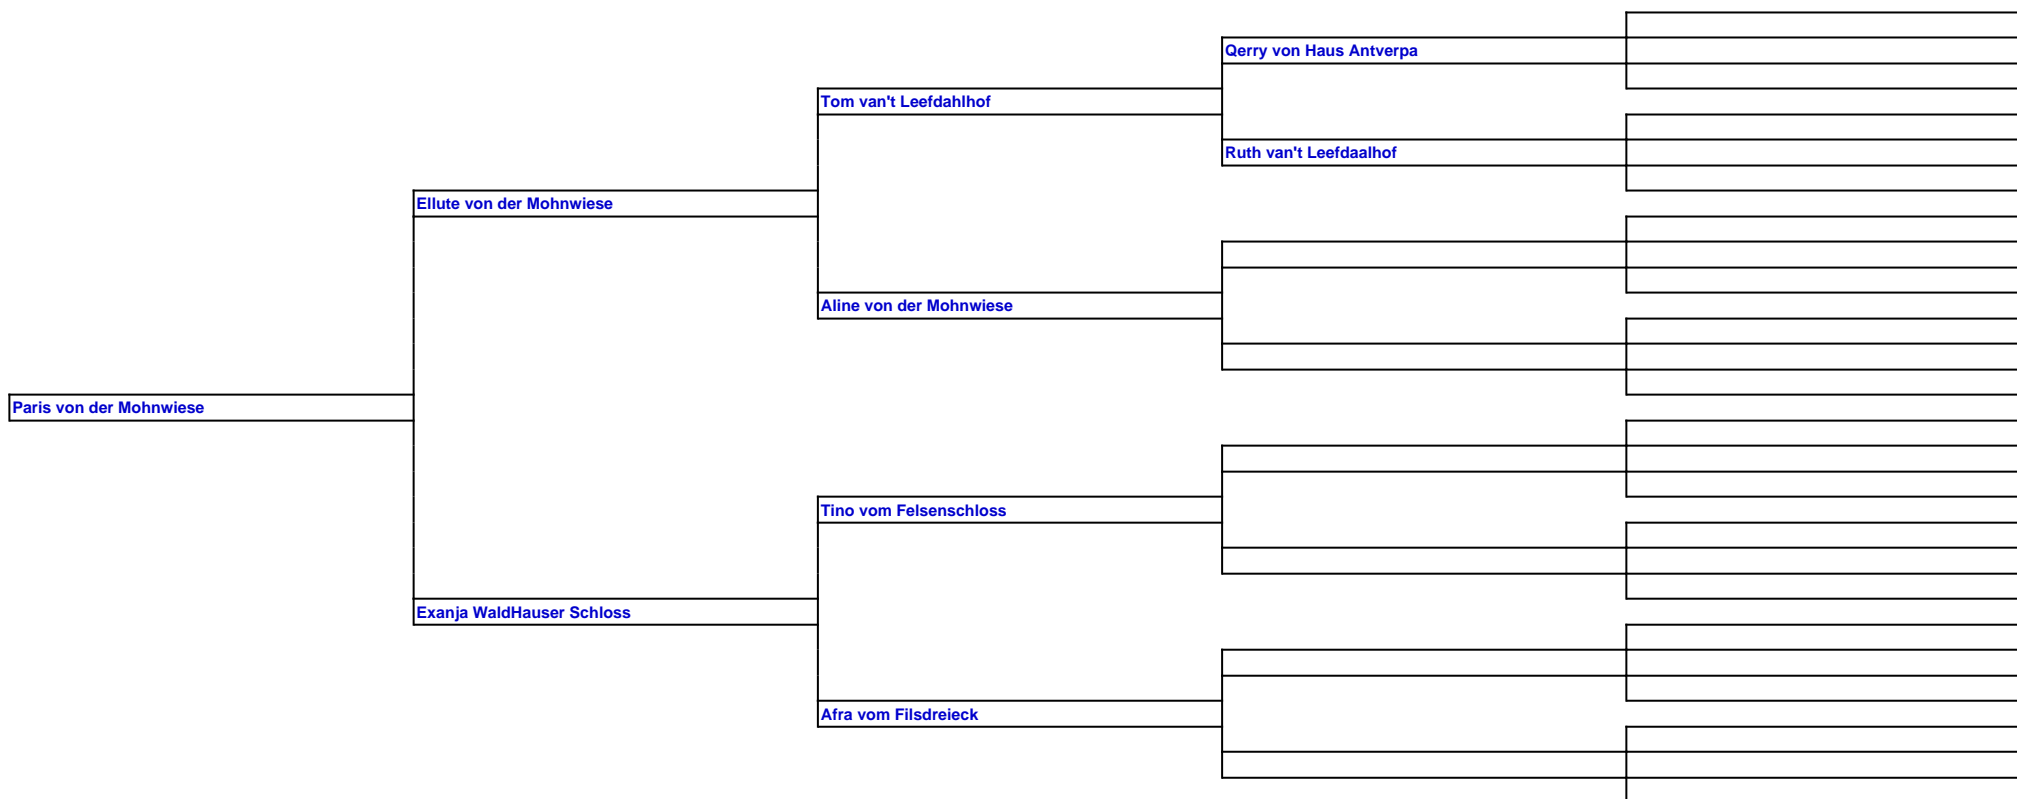 Qerry von Haus Antverpa
Tom van't Leefdahlhof
Ruth van't Leefdaalhof
Ellute von der Mohnwiese
Aline von der Mohnwiese
Paris von der Mohnwiese
Tino vom Felsenschloss
Exanja WaldHauser Schloss
Afra vom Filsdreieck